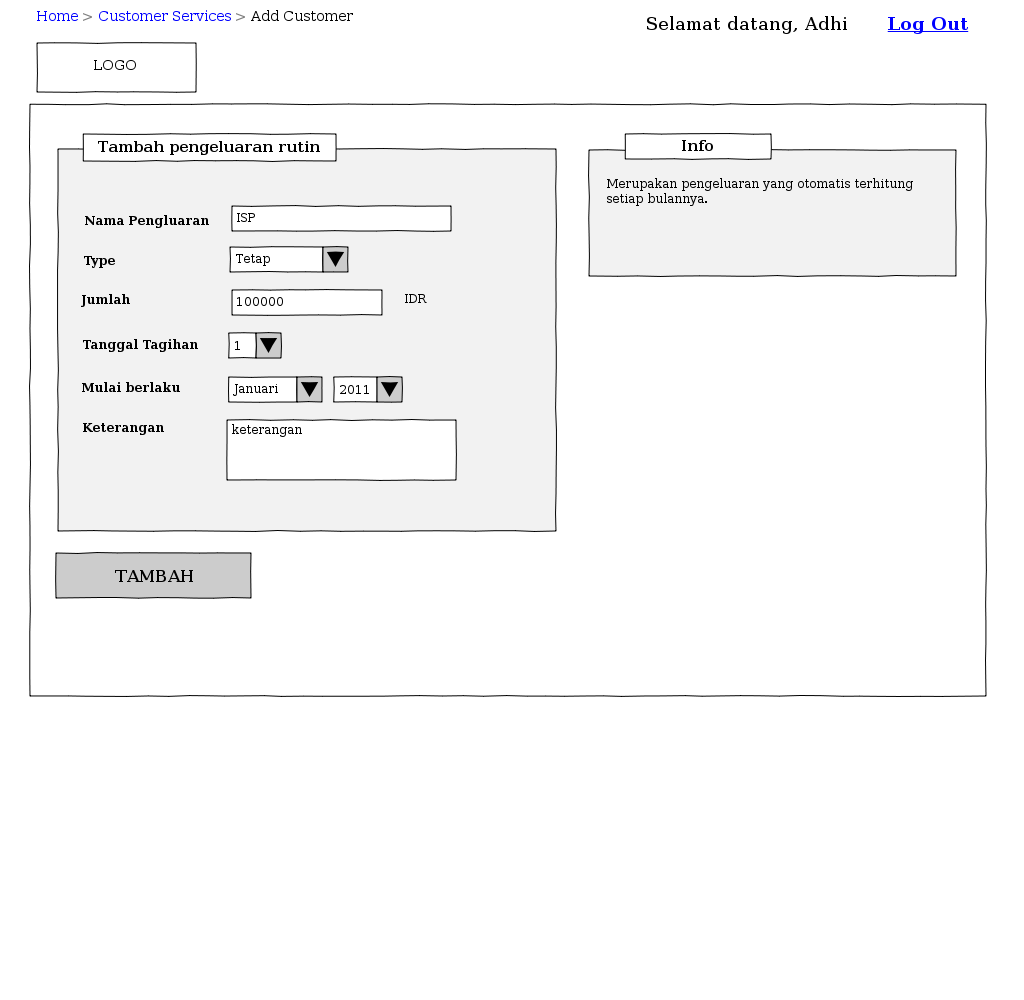 Home > Customer Services > Add Customer
Selamat datang, Adhi Log Out
LOGO
Tambah pengeluaran rutin
Nama Pengluaran ISP
Type Tetap
Jumlah 100000 IDR
Tanggal Tagihan 1
Mulai berlaku Januari 2011
Keterangan keterangan
TAMBAH
Info
Merupakan pengeluaran yang otomatis terhitung
setiap bulannya.